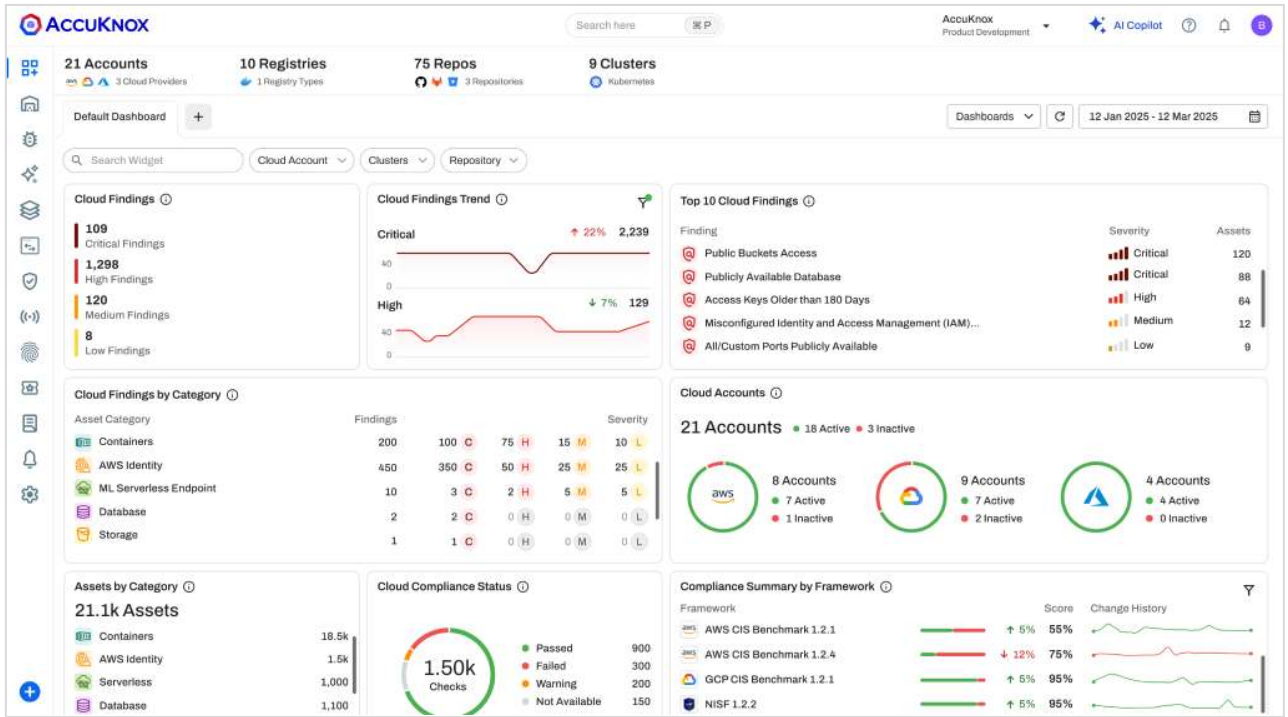 ACCUKNOX
Search here
⌘ P
AccuKnox
Product Development
AI Copilot
B
21 Accounts
aws
3 Cloud Providers
10 Registries
1 Registry Types
75 Repos
3 Repositories
9 Clusters
Kubernetes
Default Dashboard
+
Dashboards
12 Jan 2025 - 12 Mar 2025
Search Widget
Cloud Account
Clusters
Repository
Cloud Findings
109
Critical Findings
1,298
High Findings
120
Medium Findings
8
Low Findings
Cloud Findings Trend
Critical ↑ 22% 2,239
40
0
High ↓ 7% 129
40
0
Top 10 Cloud Findings
Finding Severity Assets
Public Buckets Access Critical 120
Publicly Available Database Critical 88
Access Keys Older than 180 Days High 64
Misconfigured Identity and Access Management (IAM)... Medium 12
All/Custom Ports Publicly Available Low 9
Cloud Findings by Category
Asset Category Findings Severity
Containers 200 100 C 75 H 15 M 10 L
AWS Identity 450 350 C 50 H 25 M 25 L
ML Serverless Endpoint 10 3 C 2 H 5 M 5 L
Database 2 2 C 0 H 0 M 0 L
Storage 1 1 C 0 H 0 M 0 L
Cloud Accounts
21 Accounts 18 Active 3 Inactive
aws
8 Accounts
7 Active
1 Inactive
9 Accounts
7 Active
2 Inactive
4 Accounts
4 Active
0 Inactive
Assets by Category
21.1k Assets
Containers 18.5k
AWS Identity 1.5k
Serverless 1,000
Database 1,100
Cloud Compliance Status
1.50k
Checks
Passed 900
Failed 300
Warning 200
Not Available 150
Compliance Summary by Framework
Framework Score Change History
aws AWS CIS Benchmark 1.2.1 ↑ 5% 55%
aws AWS CIS Benchmark 1.2.4 ↓ 12% 75%
GCP CIS Benchmark 1.2.1 ↑ 5% 95%
NISF 1.2.2 ↑ 5% 95%